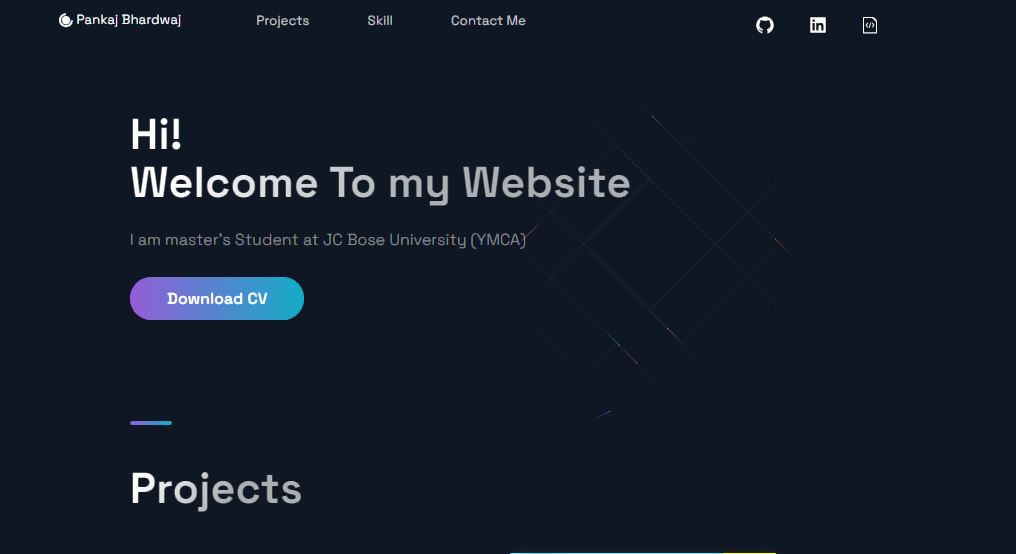 Pankaj Bhardwaj Projects Skill Contact Me
Hi!
Welcome To my Website
I am master's Student at JC Bose University (YMCA)
Download CV
Projects